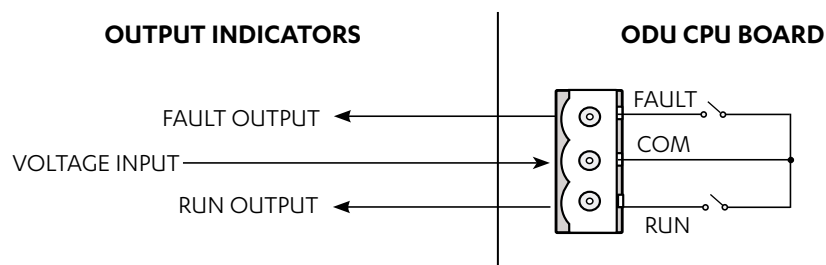 OUTPUT INDICATORS
ODU CPU BOARD
FAULT OUTPUT
FAULT
VOLTAGE INPUT
COM
RUN OUTPUT
RUN